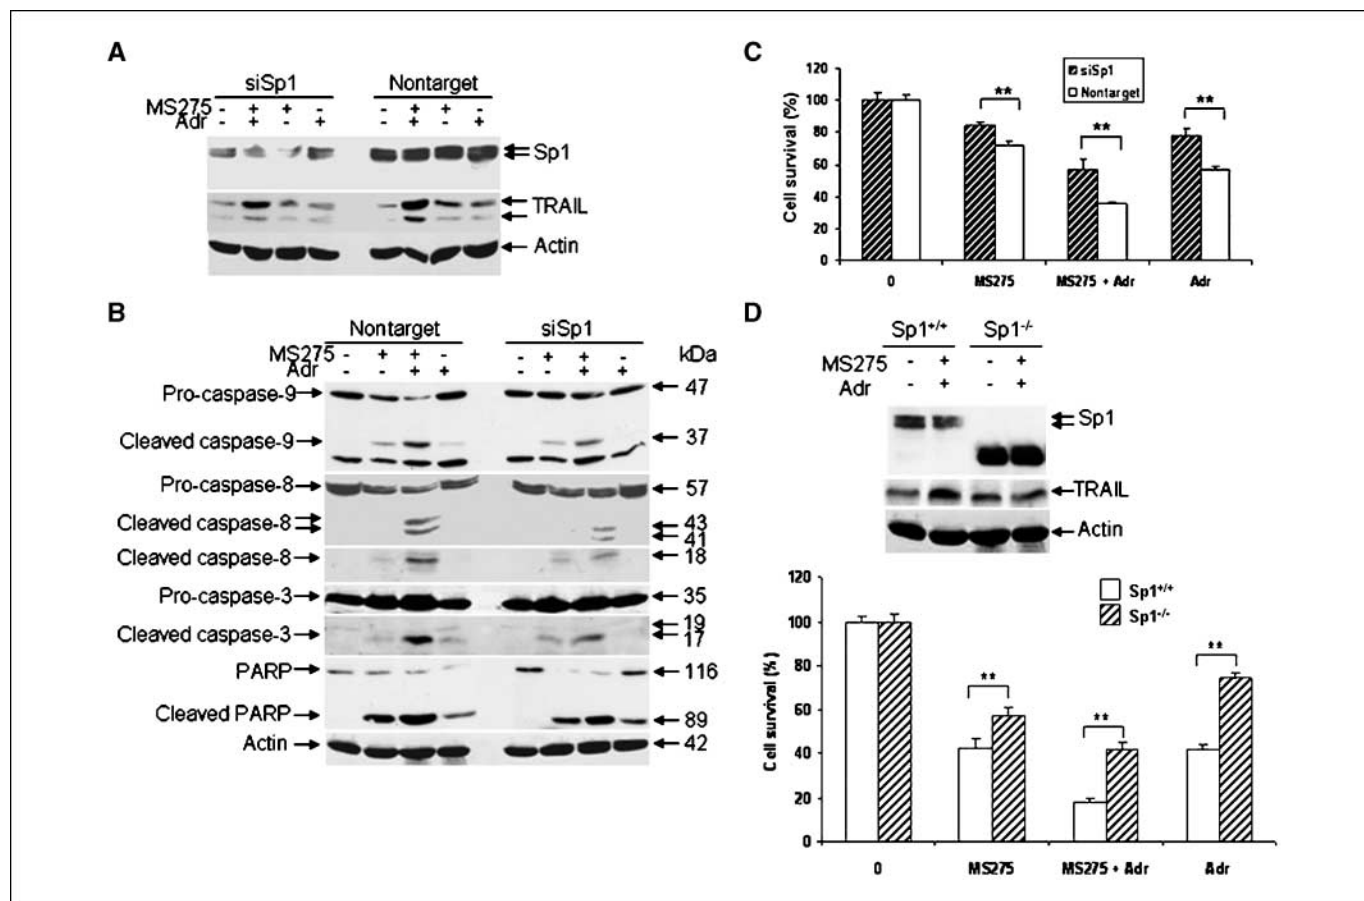 A
siSp1 Nontarget
MS275 - + + - - + + -
Adr - + - + - + - +
Sp1
TRAIL
Actin
B
Nontarget siSp1
MS275 - + + - - + + - kDa
Adr - - + + - - + +
Pro-caspase-9 47
Cleaved caspase-9 37
Pro-caspase-8 57
Cleaved caspase-8 43
41
Cleaved caspase-8 18
Pro-caspase-3 35
19
Cleaved caspase-3 17
PARP 116
Cleaved PARP 89
Actin 42
C
siSp1
Nontarget
Cell survival (%)
120
100
80
60
40
20
0
** ** **
0 MS275 MS275 + Adr Adr
D
Sp1+/+ Sp1-/-
MS275 - + - +
Adr - + - +
Sp1
TRAIL
Actin
Sp1+/+
Sp1-/-
Cell survival (%)
120
100
80
60
40
20
0
** ** **
0 MS275 MS275 + Adr Adr